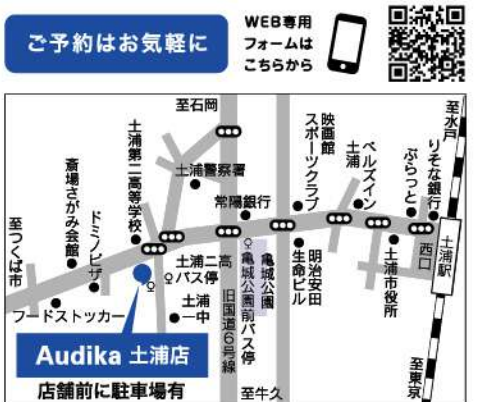 ご予約はお気軽に
WEB専用
フォームは
こちらから
至石岡
至水戸
映画館
スポーツクラブ
ベルズイン
土浦
りそな銀行
ぷらっと
土浦第二高等学校
土浦警察署
常陽銀行
斎場さがみ会館
ドミノピザ
至つくば市
土浦二高
バス停
亀城公園
亀城公園前バス停
明治安田
生命ビル
土浦市役所
西口
土浦駅
フードストッカー
土浦
一中
旧国道6号線
Audika 土浦店
店舗前に駐車場有
至牛久
至東京